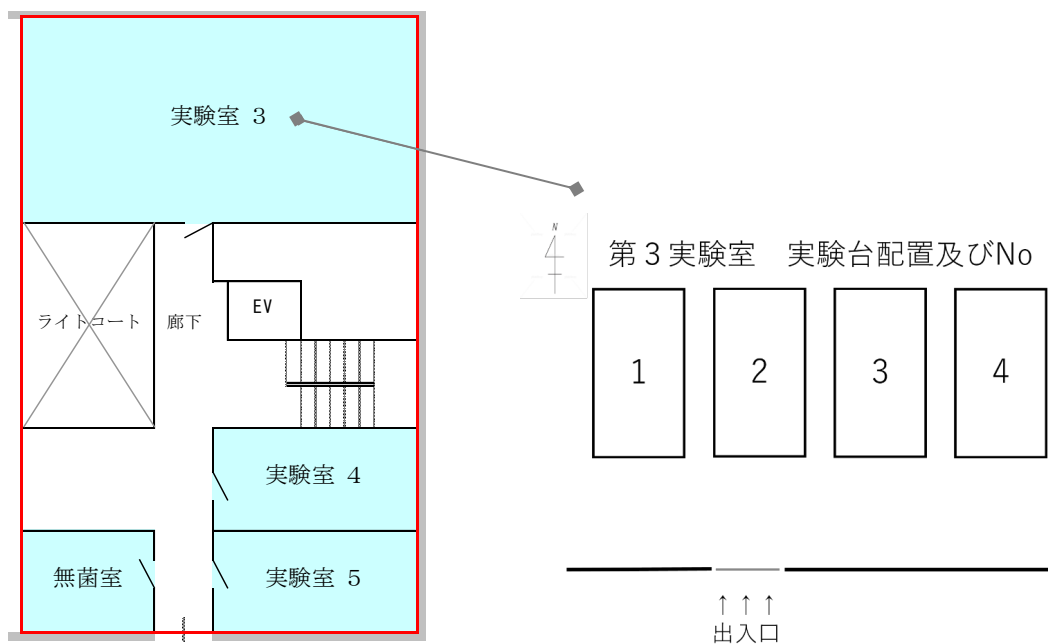 実験室 3
N
第３実験室　実験台配置及びNo
ライトコート
廊下
EV
1
2
3
4
実験室 4
無菌室
実験室 5
↑ ↑ ↑
出入口